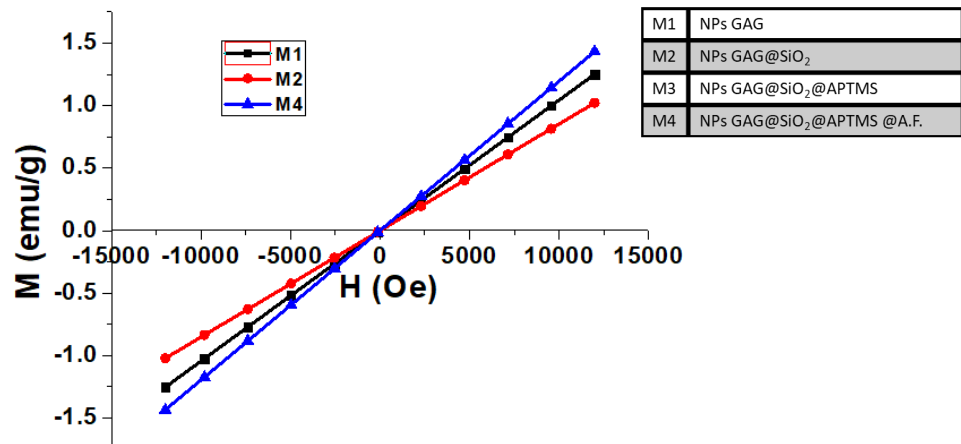 1.5
1.0
0.5
0.0
-0.5
-1.0
-1.5
-15000 -10000 -5000 0 5000 10000 15000
M (emu/g)
H (Oe)
M1
M2
M4
M1 NPs GAG
M2 NPs GAG@SiO₂
M3 NPs GAG@SiO₂@APTMS
M4 NPs GAG@SiO₂@APTMS @A.F.